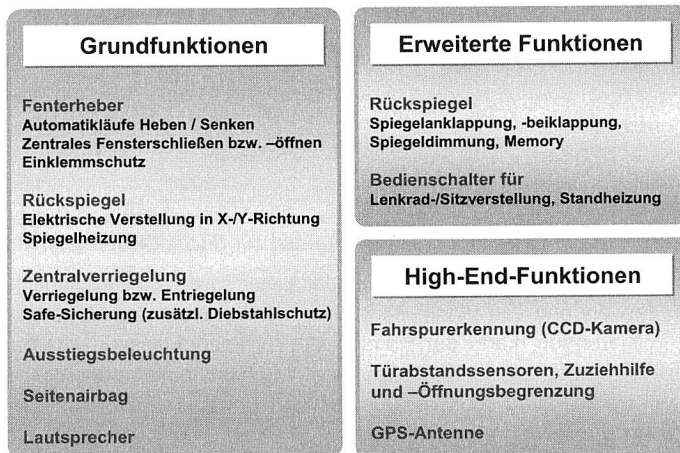 Grundfunktionen
Fenterheber
Automatikläufe Heben / Senken
Zentrales Fensterschließen bzw. –öffnen
Einklemmschutz
Rückspiegel
Elektrische Verstellung in X-/Y-Richtung
Spiegelheizung
Zentralverriegelung
Verriegelung bzw. Entriegelung
Safe-Sicherung (zusätzl. Diebstahlschutz)
Ausstiegsbeleuchtung
Seitenairbag
Lautsprecher
Erweiterte Funktionen
Rückspiegel
Spiegelanklappung, -beiklappung,
Spiegeldimmung, Memory
Bedienschalter für
Lenkrad-/Sitzverstellung, Standheizung
High-End-Funktionen
Fahrspurerkennung (CCD-Kamera)
Türabstandssensoren, Zuziehhilfe
und –Öffnungsbegrenzung
GPS-Antenne